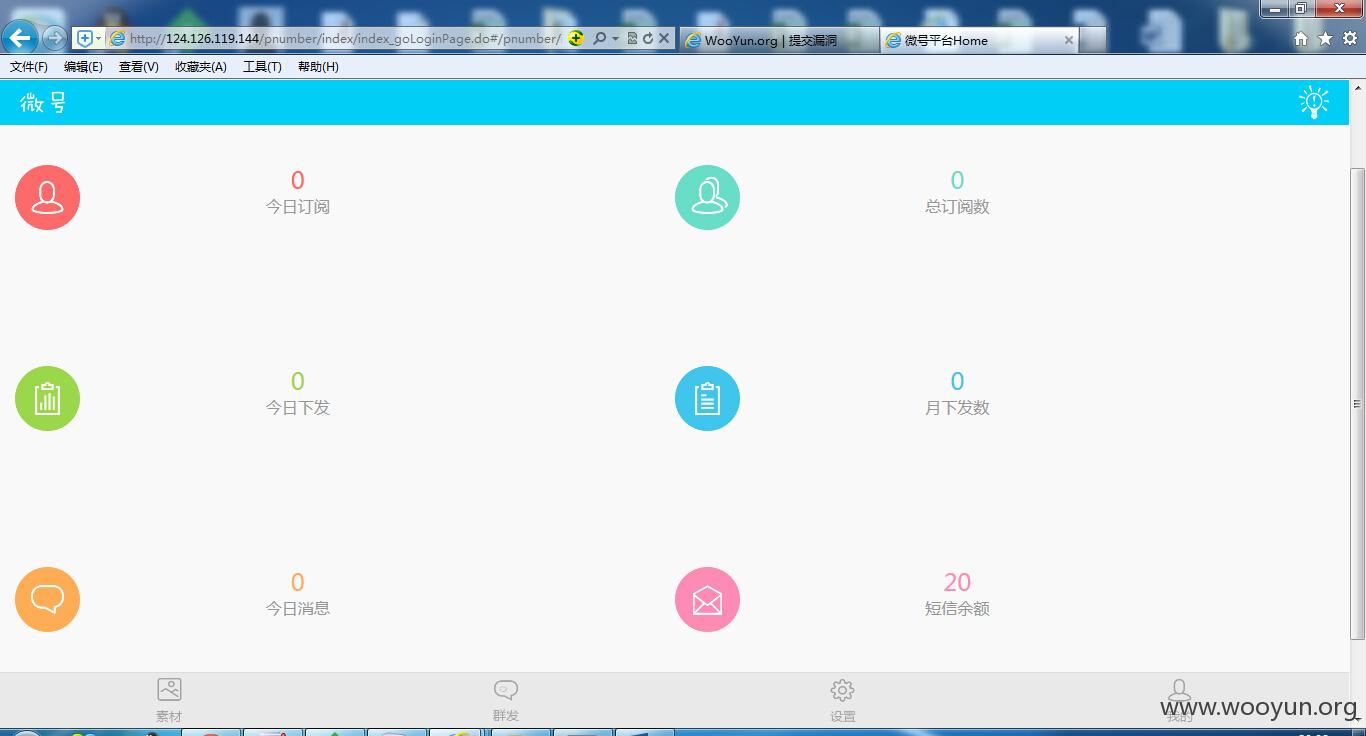 http://124.126.119.144/pnumber/index/index_goLoginPage.do#/pnumber/
WooYun.org | 提交漏洞
微号平台Home
文件(F) 编辑(E) 查看(V) 收藏夹(A) 工具(T) 帮助(H)
微号
0
今日订阅
0
总订阅数
0
今日下发
0
月下发数
0
今日消息
20
短信余额
素材
群发
设置
我的
www.wooyun.org